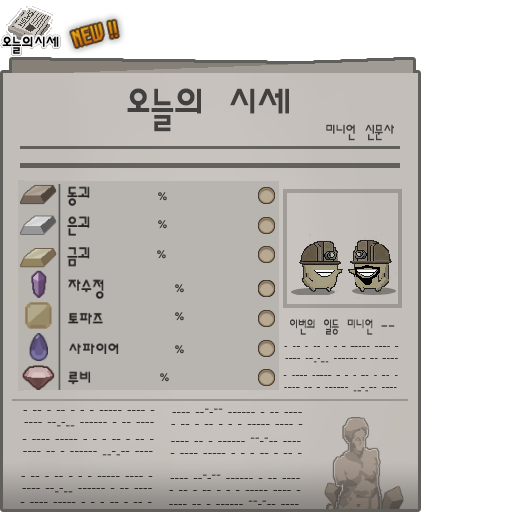 오늘의시세
NEW !!
오늘의 시세
미니언 신문사
동괴 %
은괴 %
금괴 %
자수정 %
토파즈 %
사파이어 %
루비 %
이번의 일등 미니언 --